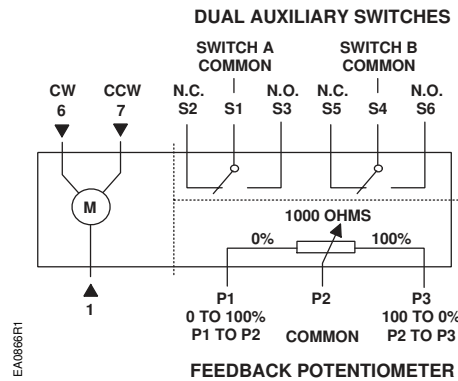 DUAL AUXILIARY SWITCHES
SWITCH A SWITCH B
COMMON COMMON
CW CCW N.C. N.O. N.C. N.O.
6 7 S2 S1 S3 S5 S4 S6
M
1000 OHMS
0% 100%
1 P1 P2 P3
0 TO 100% 100 TO 0%
P1 TO P2 COMMON P2 TO P3
FEEDBACK POTENTIOMETER
EA0866R1